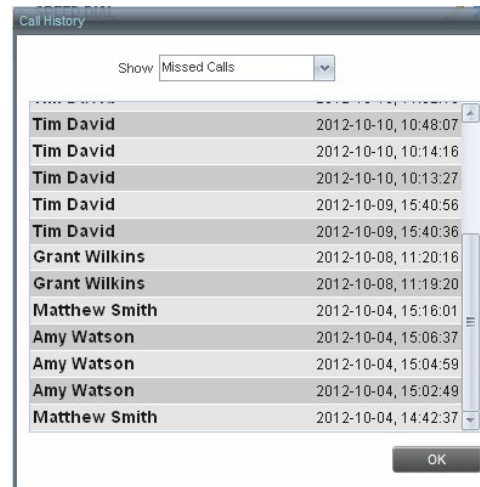 SPEED DIAL
Call History
Show Missed Calls
Tim David 2012-10-10, 10:48:07
Tim David 2012-10-10, 10:14:16
Tim David 2012-10-10, 10:13:27
Tim David 2012-10-09, 15:40:56
Tim David 2012-10-09, 15:40:36
Grant Wilkins 2012-10-08, 11:20:16
Grant Wilkins 2012-10-08, 11:19:20
Matthew Smith 2012-10-04, 15:16:01
Amy Watson 2012-10-04, 15:06:37
Amy Watson 2012-10-04, 15:04:59
Amy Watson 2012-10-04, 15:02:49
Matthew Smith 2012-10-04, 14:42:37
OK